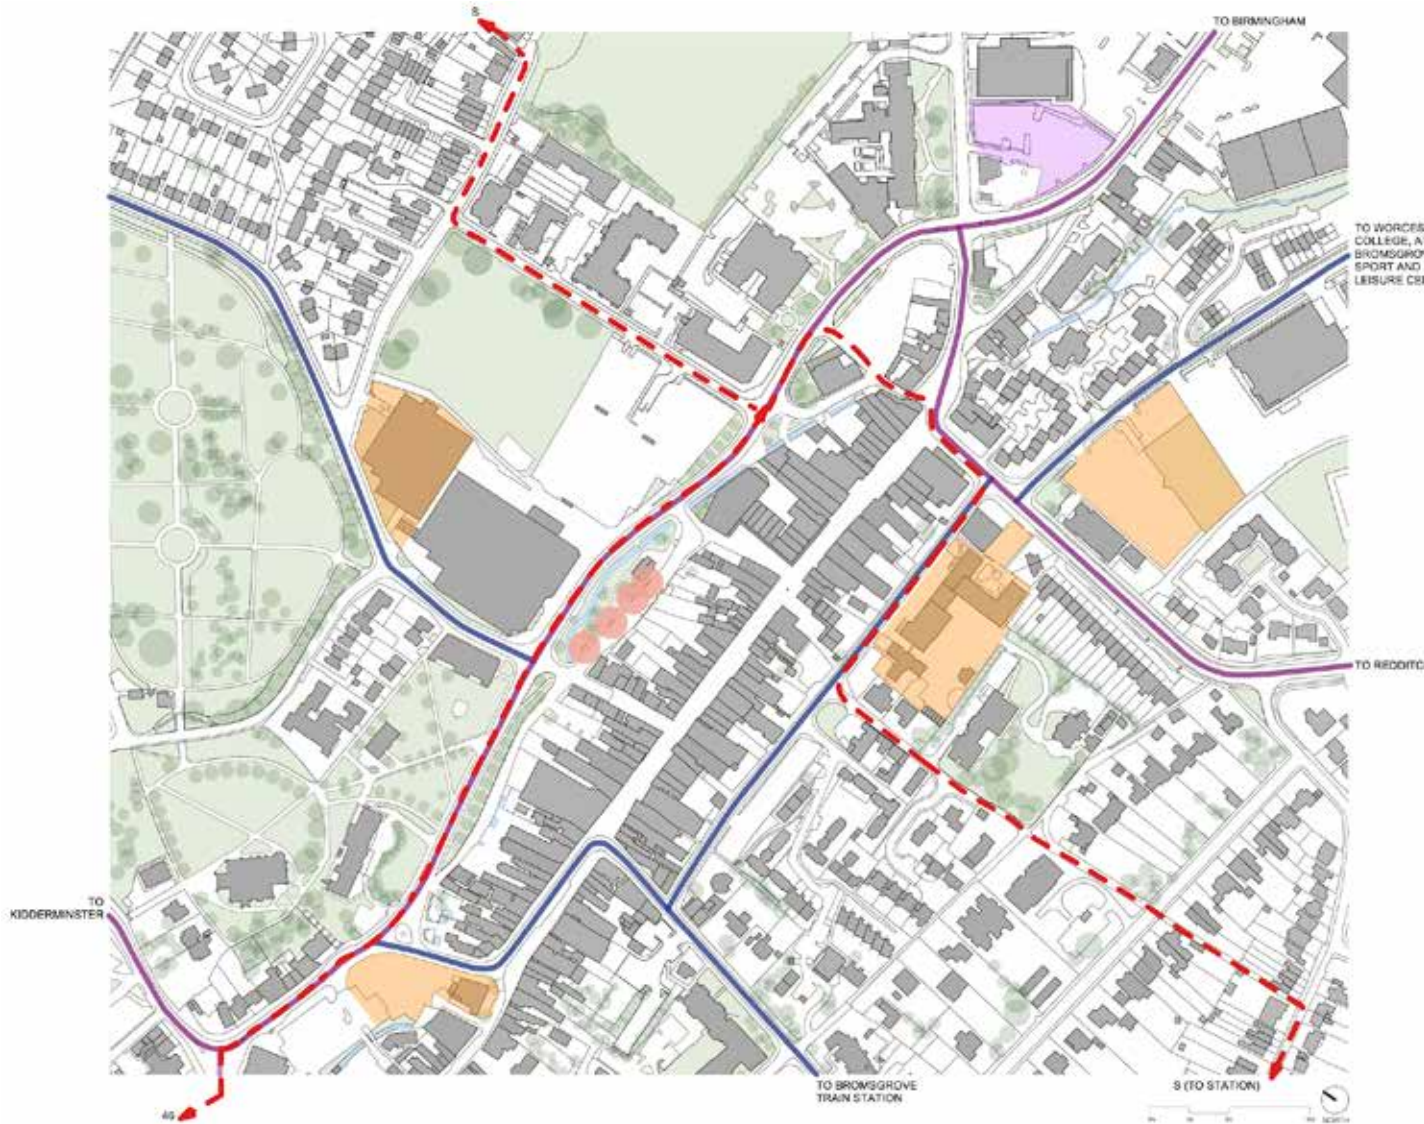 TO BIRMINGHAM
TO WORCES
COLLEGE, A
BROMSGROV
SPORT AND
LEISURE CE
TO REDDITC
TO
KIDDERMINSTER
TO BROMSGROVE
TRAIN STATION
S (TO STATION)
NORTH